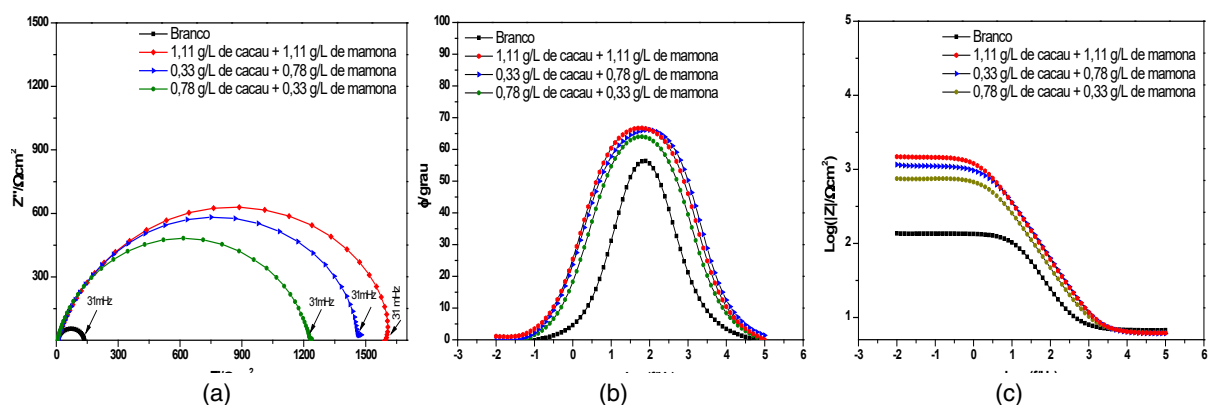 1500
1200
900
600
300
Z"/Ωcm²
Branco
1,11 g/L de cacau + 1,11 g/L de mamona
0,33 g/L de cacau + 0,78 g/L de mamona
0,78 g/L de cacau + 0,33 g/L de mamona
31mHz
31mHz
31mHz
31 mHz
0 300 600 900 1200 1500
(a)
100
90
80
70
60
50
40
30
20
10
0
ϕ/grau
Branco
1,11 g/L de cacau + 1,11 g/L de mamona
0,33 g/L de cacau + 0,78 g/L de mamona
0,78 g/L de cacau + 0,33 g/L de mamona
-3 -2 -1 0 1 2 3 4 5 6
(b)
5
4
3
2
1
Log(|Z|/Ωcm²)
Branco
1,11 g/L de cacau + 1,11 g/L de mamona
0,33 g/L de cacau + 0,78 g/L de mamona
0,78 g/L de cacau + 0,33 g/L de mamona
-3 -2 -1 0 1 2 3 4 5 6
(c)